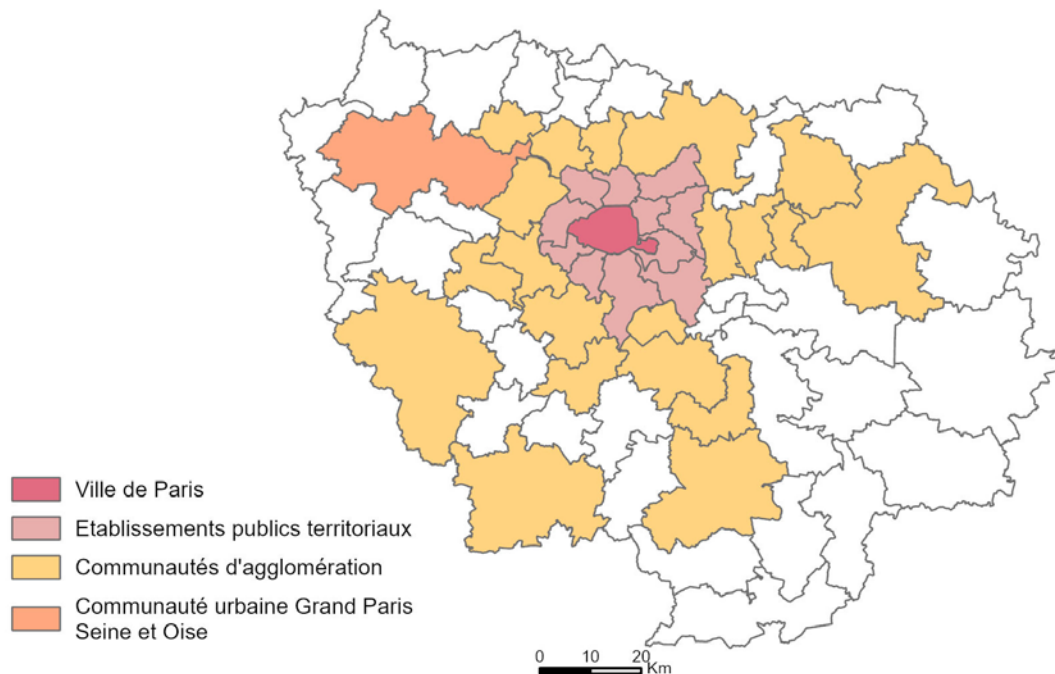 Ville de Paris
Etablissements publics territoriaux
Communautés d'agglomération
Communauté urbaine Grand Paris
Seine et Oise
0 10 20
Km